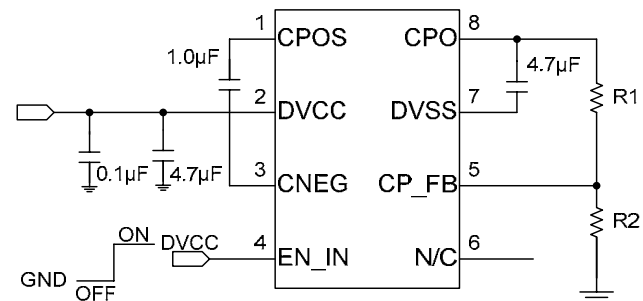 1 CPOS CPO 8
1.0µF 4.7µF
R1
2 DVCC DVSS 7
0.1µF 4.7µF
3 CNEG CP_FB 5
R2
ON DVCC 4 EN_IN N/C 6
GND OFF